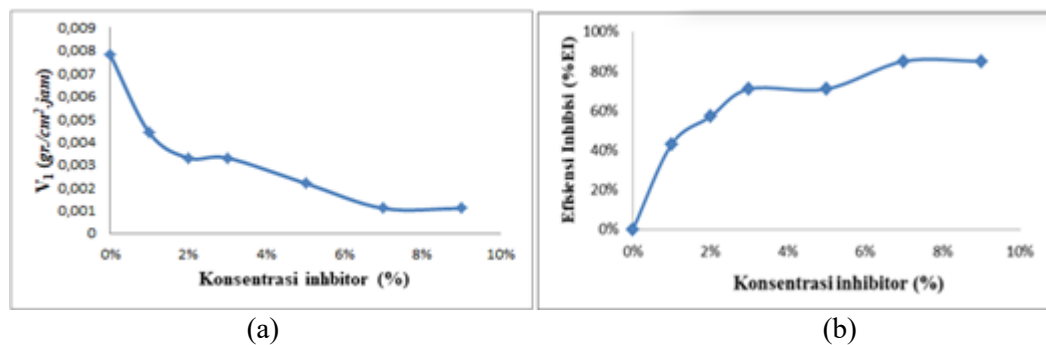 0,009
0,008
0,007
0,006
0,005
0,004
0,003
0,002
0,001
0
V1 (gr./cm².jam)
0% 2% 4% 6% 8% 10%
Konsentrasi inhbitor (%)
(a)
100%
80%
60%
40%
20%
0%
Efisiensi Inhibisi (%EI)
0% 2% 4% 6% 8% 10%
Konsentrasi inhibitor (%)
(b)